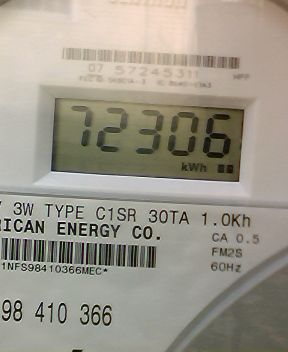 07 57245311
72306
kWh
3W TYPE C1SR 30TA 1.0Kh
RICAN ENERGY CO.
CA 0.5
FM2S
1NFS98410366MEC*
60Hz
98 410 366